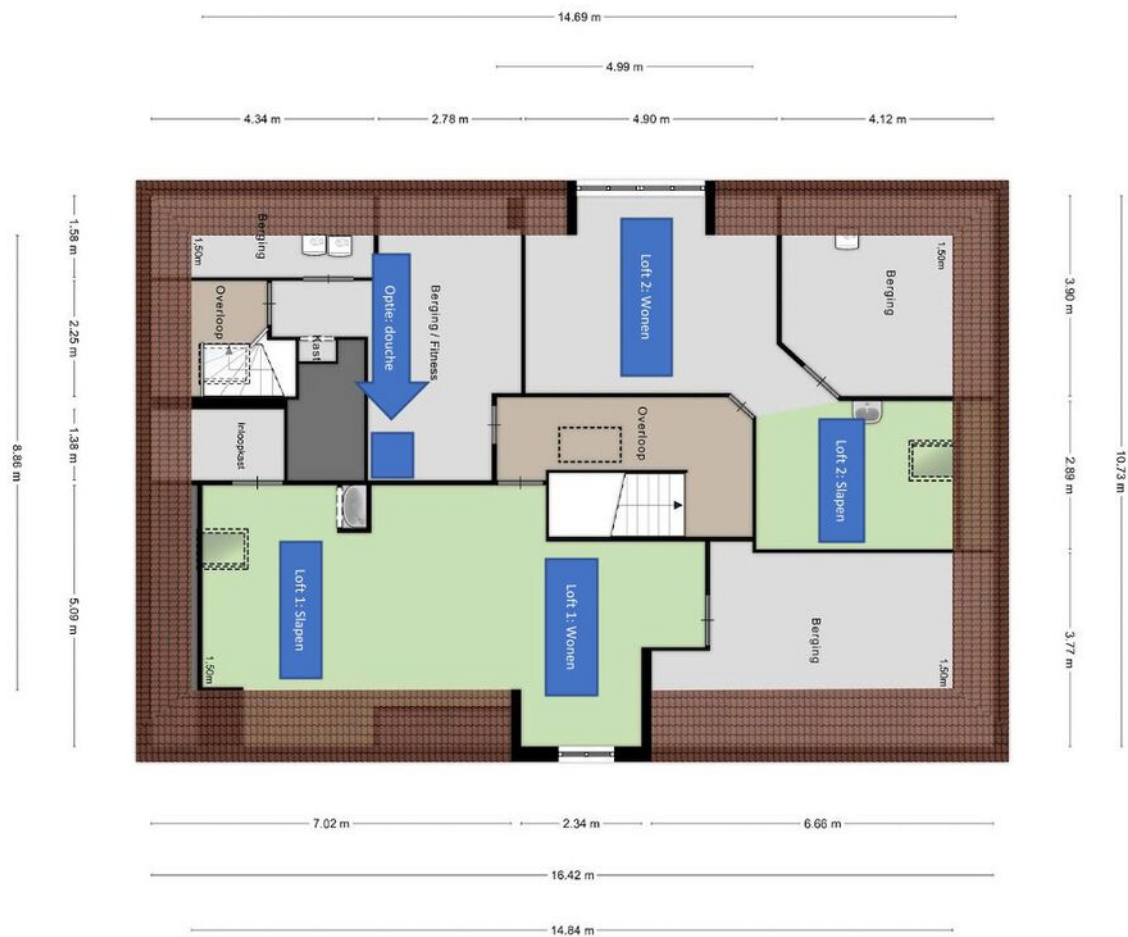 14.69 m
4.99 m
4.34 m
2.78 m
4.90 m
4.12 m
1.58 m
2.25 m
1.38 m
5.09 m
8.86 m
Berging
1,50m
Overloop
Kast
Optie: douche
Berging / Fitness
Loft 2: Wonen
Berging
1,50m
Inloopkast
Overloop
Loft 2: Slapen
Loft 1: Slapen
Loft 1: Wonen
Berging
1,50m
1,50m
3.90 m
2.89 m
3.77 m
10.73 m
7.02 m
2.34 m
6.66 m
16.42 m
14.84 m